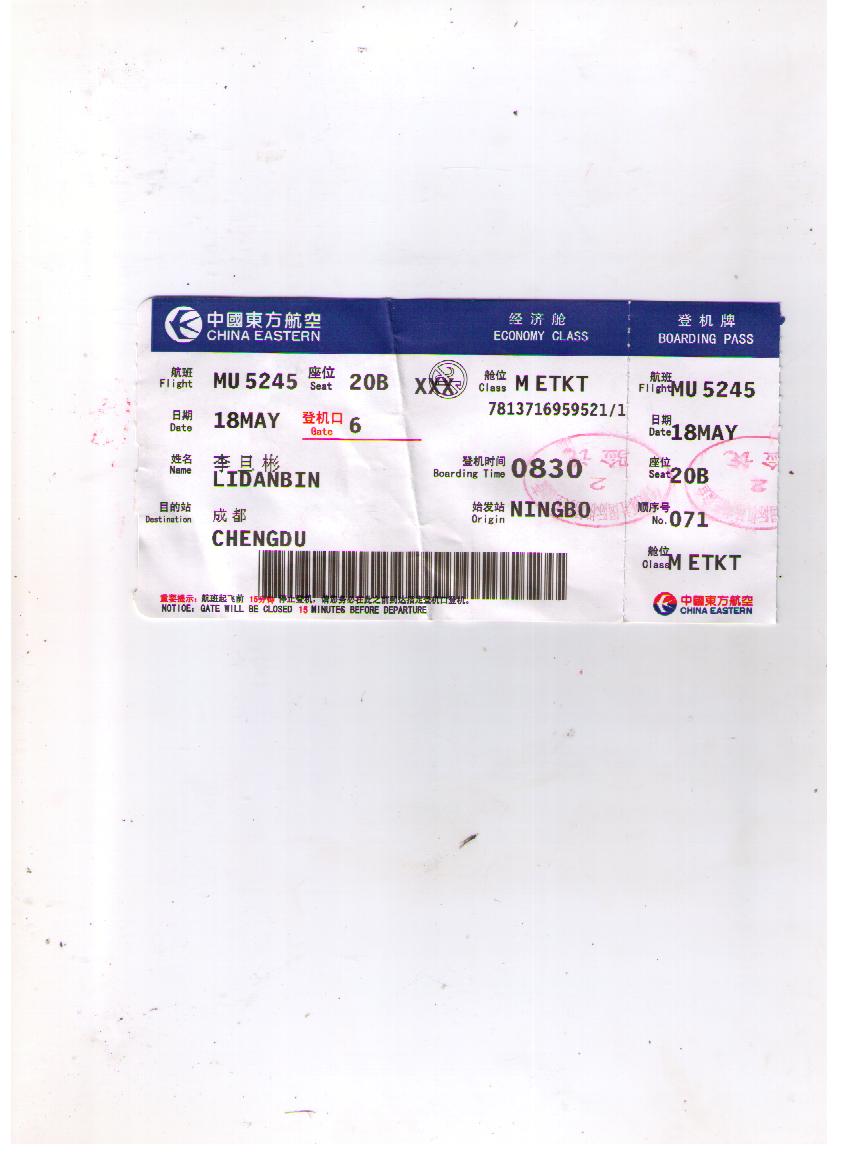 中國東方航空
CHINA EASTERN
经济舱
ECONOMY CLASS
登机牌
BOARDING PASS
航班 Flight MU 5245 座位 Seat 20B XXX 舱位 Class M ETKT
7813716959521/1
日期 Date 18MAY 登机口 Gate 6
姓名 Name 李旦彬
LIDANBIN
登机时间 Boarding Time 0830
目的站 Destination 成都
CHENGDU
始发站 Origin NINGBO
重要提示：航班起飞前 15分钟 停止登机，请您务必在此之前到达指定登机口登机。
NOTICE: GATE WILL BE CLOSED 15 MINUTES BEFORE DEPARTURE
航班 Flight MU 5245
日期 Date 18MAY
座位 Seat 20B
顺序号 No. 071
舱位 Class M ETKT
中國東方航空
CHINA EASTERN